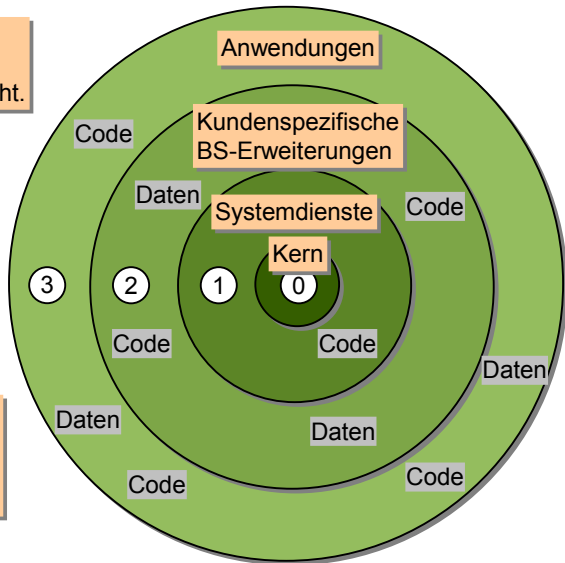 ht.
Anwendungen
Code
Kundenspezifische
BS-Erweiterungen
Daten
Code
Systemdienste
Kern
3
2
1
0
Code
Code
Daten
Daten
Daten
Code
Code